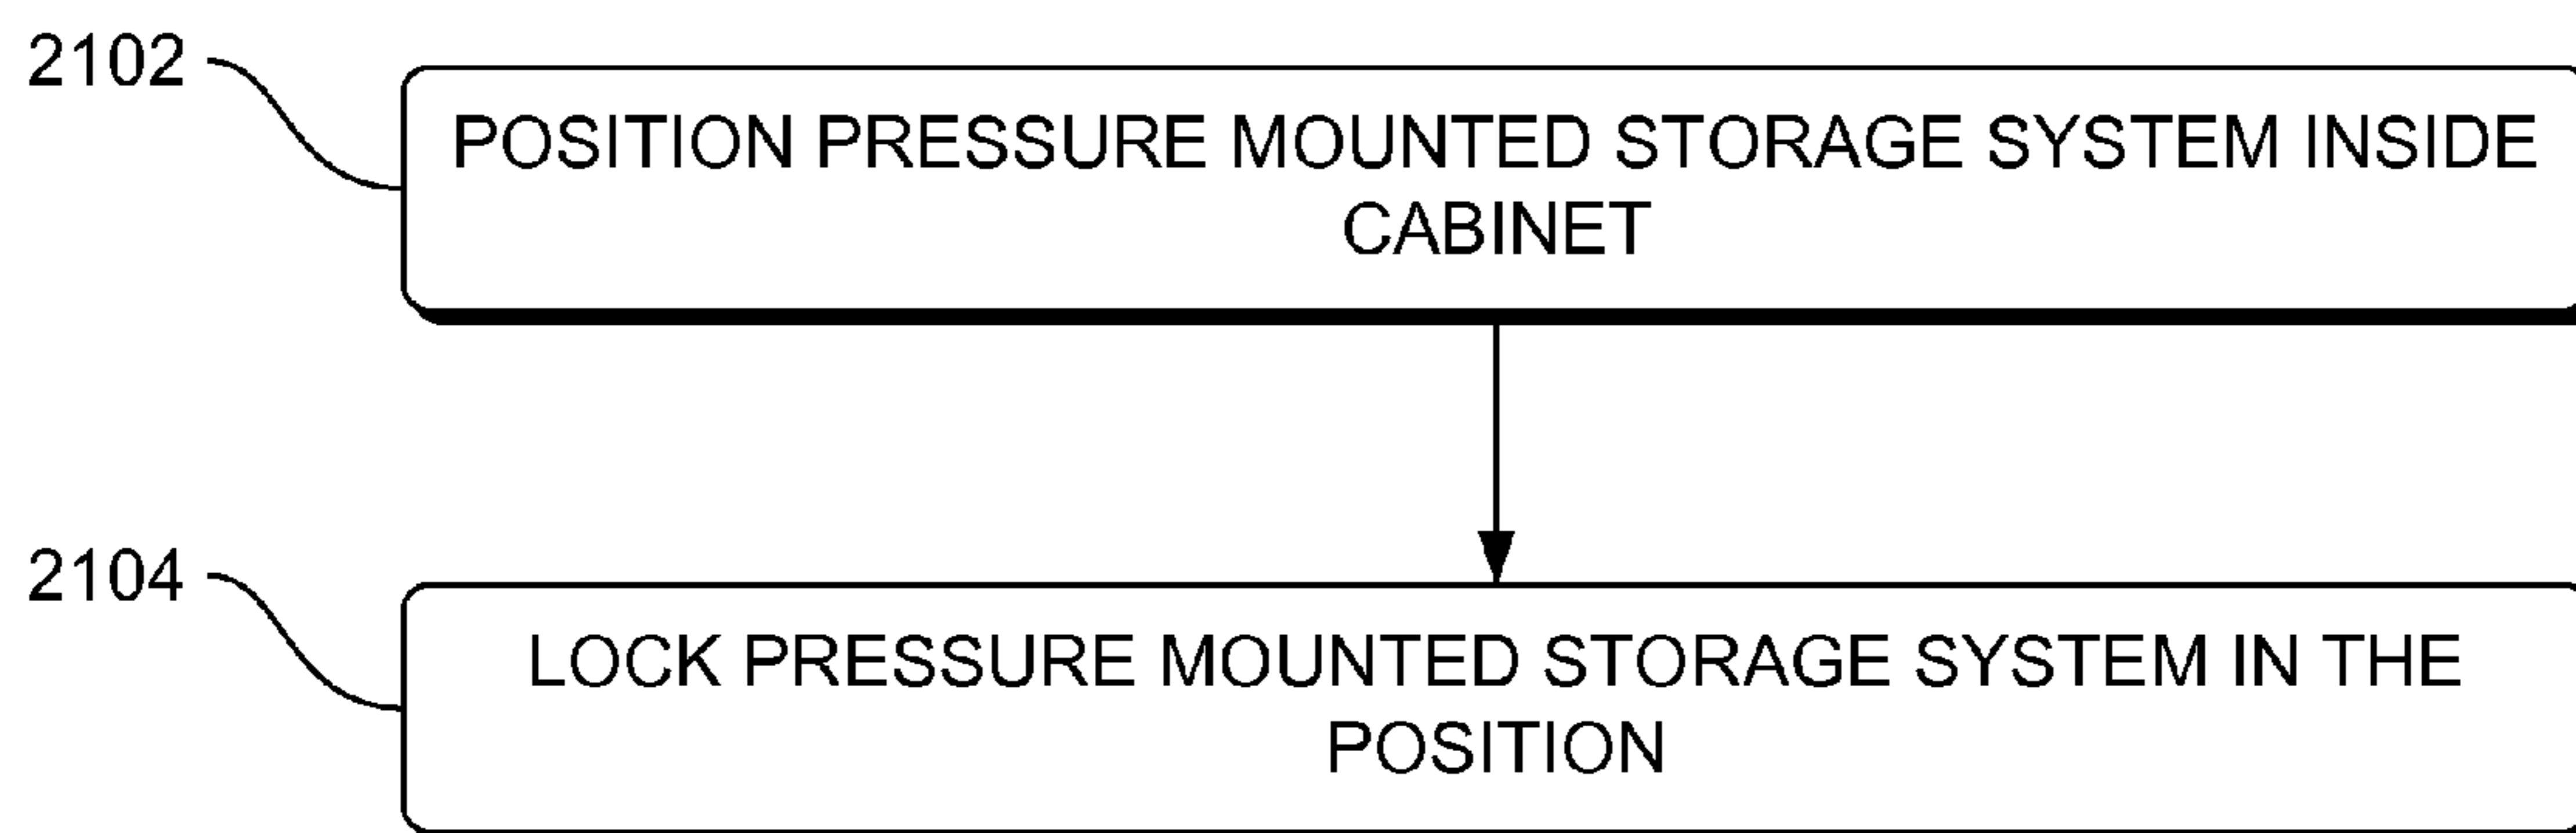 2102
POSITION PRESSURE MOUNTED STORAGE SYSTEM INSIDE
CABINET
2104
LOCK PRESSURE MOUNTED STORAGE SYSTEM IN THE
POSITION